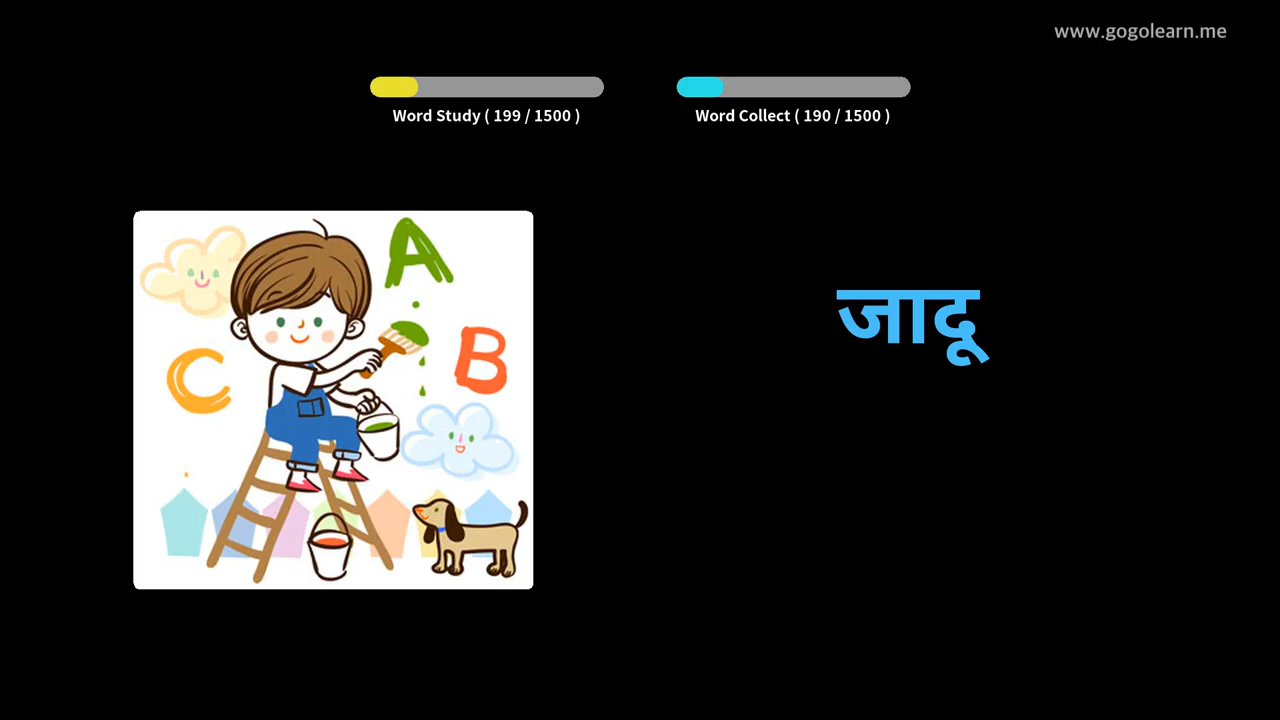 www.gogolearn.me
Word Study ( 199 / 1500 )
Word Collect ( 190 / 1500 )
A
B
C
जादू